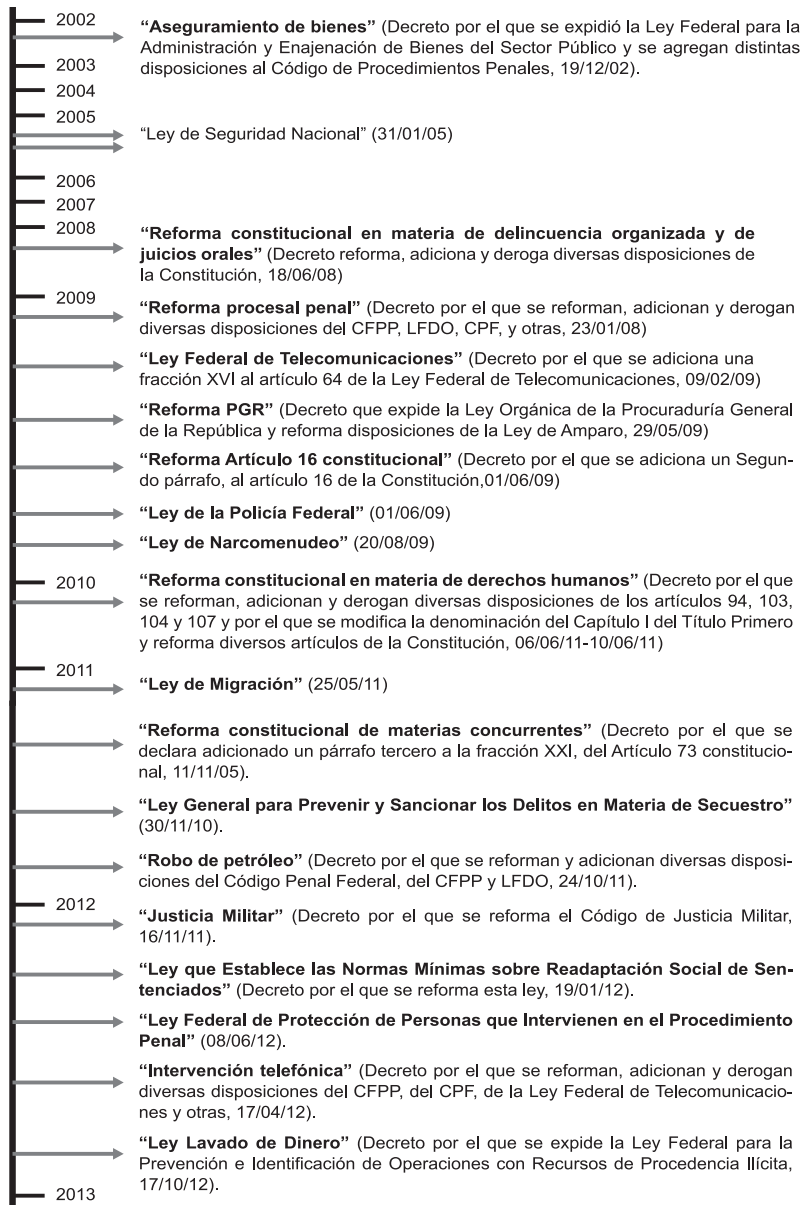 2002
“Aseguramiento de bienes” (Decreto por el que se expidió la Ley Federal para la
Administración y Enajenación de Bienes del Sector Público y se agregan distintas
disposiciones al Código de Procedimientos Penales, 19/12/02).
2003
2004
2005
“Ley de Seguridad Nacional” (31/01/05)
2006
2007
2008
“Reforma constitucional en materia de delincuencia organizada y de
juicios orales” (Decreto reforma, adiciona y deroga diversas disposiciones de
la Constitución, 18/06/08)
2009
“Reforma procesal penal” (Decreto por el que se reforman, adicionan y derogan
diversas disposiciones del CFPP, LFDO, CPF, y otras, 23/01/08)
“Ley Federal de Telecomunicaciones” (Decreto por el que se adiciona una
fracción XVI al artículo 64 de la Ley Federal de Telecomunicaciones, 09/02/09)
“Reforma PGR” (Decreto que expide la Ley Orgánica de la Procuraduría General
de la República y reforma disposiciones de la Ley de Amparo, 29/05/09)
“Reforma Artículo 16 constitucional” (Decreto por el que se adiciona un Segun-
do párrafo, al artículo 16 de la Constitución,01/06/09)
“Ley de la Policía Federal” (01/06/09)
“Ley de Narcomenudeo” (20/08/09)
2010
“Reforma constitucional en materia de derechos humanos” (Decreto por el que
se reforman, adicionan y derogan diversas disposiciones de los artículos 94, 103,
104 y 107 y por el que se modifica la denominación del Capítulo I del Título Primero
y reforma diversos artículos de la Constitución, 06/06/11-10/06/11)
2011
“Ley de Migración” (25/05/11)
“Reforma constitucional de materias concurrentes” (Decreto por el que se
declara adicionado un párrafo tercero a la fracción XXI, del Artículo 73 constitucio-
nal, 11/11/05).
“Ley General para Prevenir y Sancionar los Delitos en Materia de Secuestro”
(30/11/10).
“Robo de petróleo” (Decreto por el que se reforman y adicionan diversas disposi-
ciones del Código Penal Federal, del CFPP y LFDO, 24/10/11).
2012
“Justicia Militar” (Decreto por el que se reforma el Código de Justicia Militar,
16/11/11).
“Ley que Establece las Normas Mínimas sobre Readaptación Social de Sen-
tenciados” (Decreto por el que se reforma esta ley, 19/01/12).
“Ley Federal de Protección de Personas que Intervienen en el Procedimiento
Penal” (08/06/12).
“Intervención telefónica” (Decreto por el que se reforman, adicionan y derogan
diversas disposiciones del CFPP, del CPF, de la Ley Federal de Telecomunicacio-
nes y otras, 17/04/12).
“Ley Lavado de Dinero” (Decreto por el que se expide la Ley Federal para la
Prevención e Identificación de Operaciones con Recursos de Procedencia Ilícita,
17/10/12).
2013